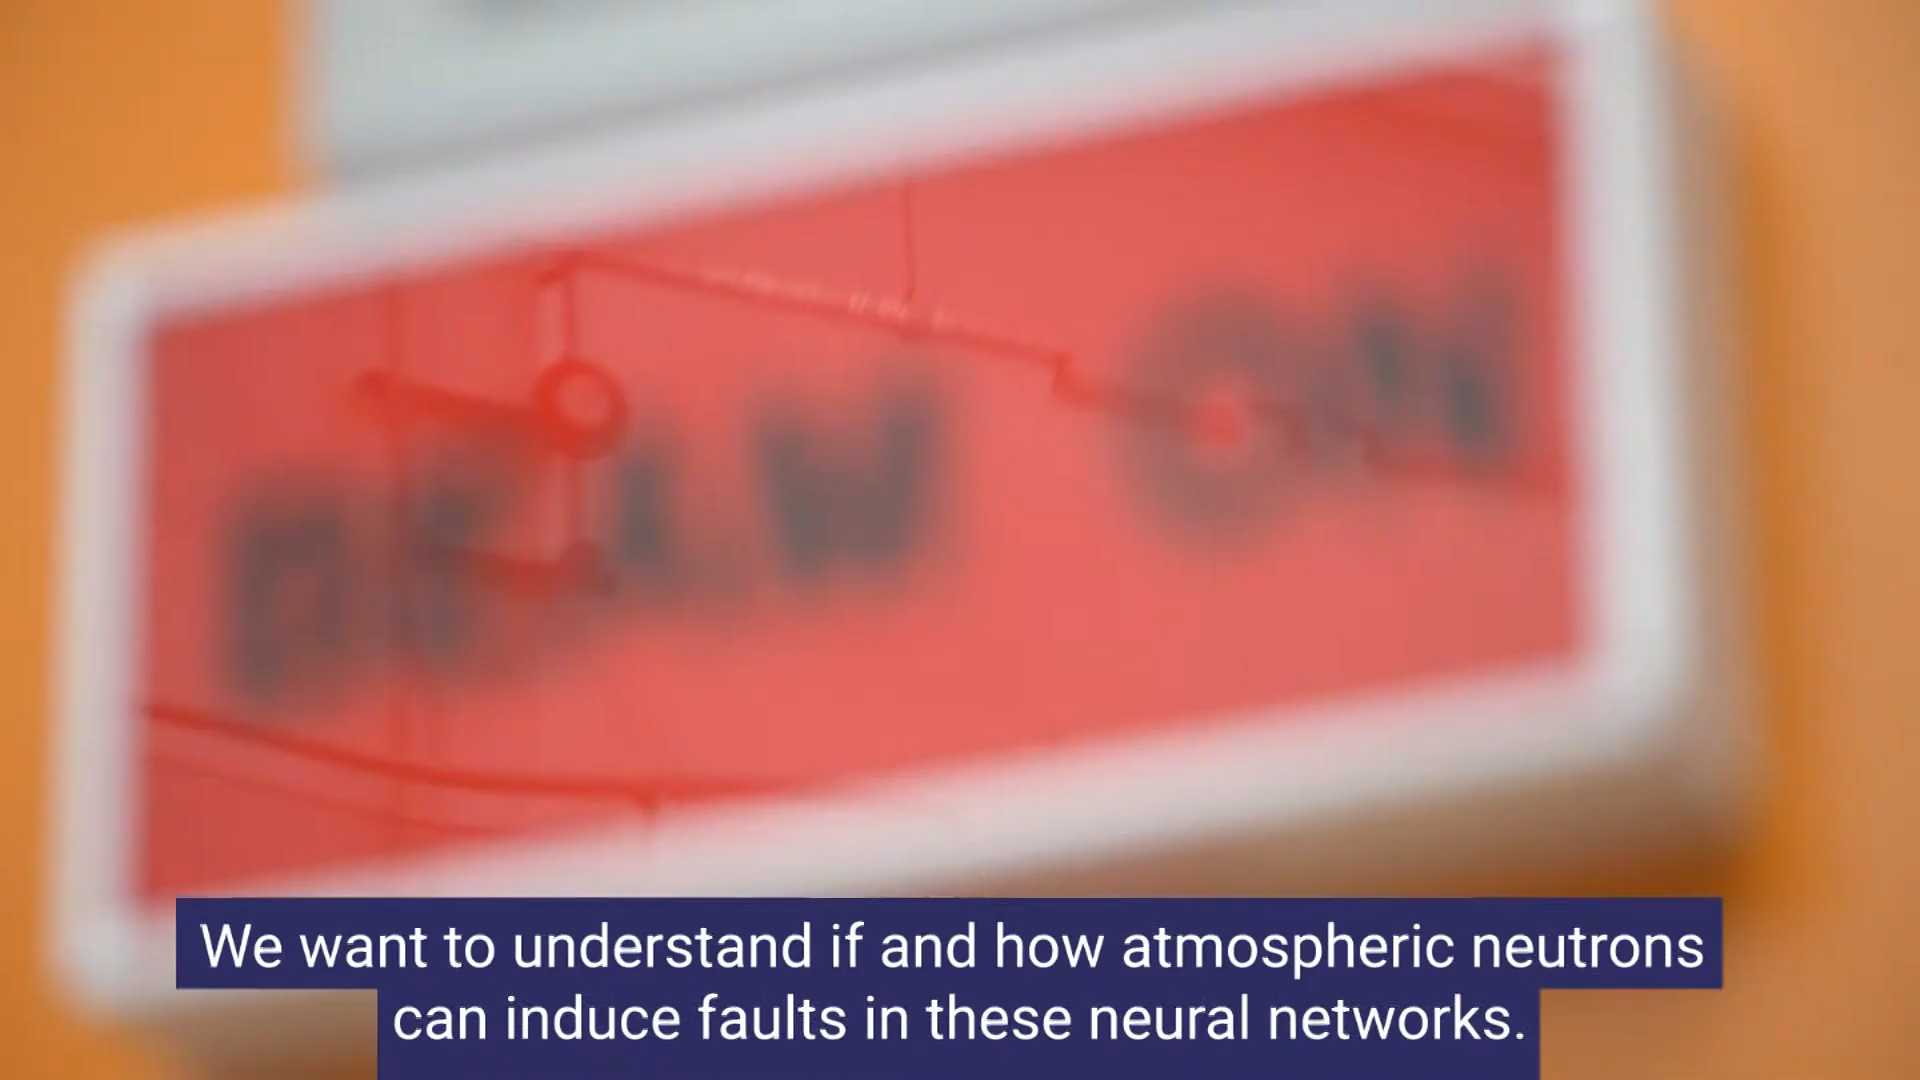 We want to understand if and how atmospheric neutrons
can induce faults in these neural networks.